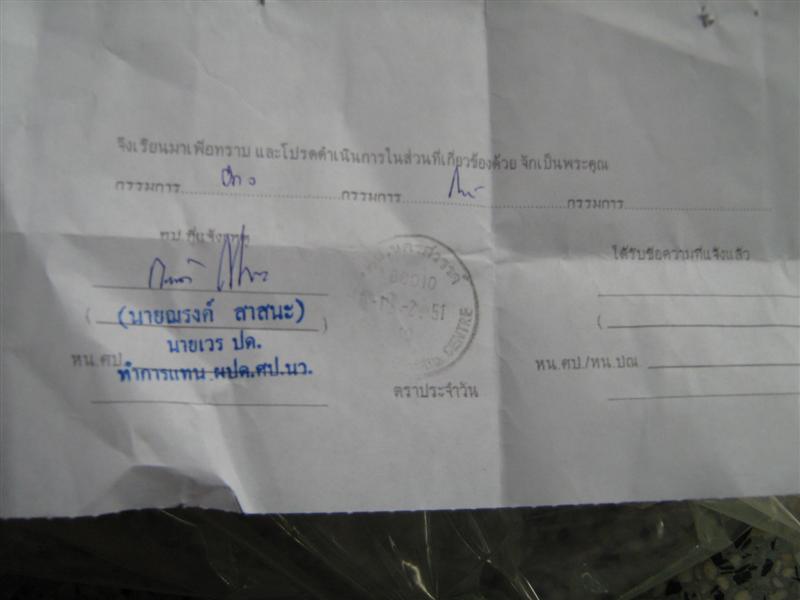 จึงเรียนมาเพื่อทราบ และโปรดดำเนินการในส่วนที่เกี่ยวข้องด้วย จักเป็นพระคุณ
กรรมการ กรรมการ กรรมการ
ได้รับข้อความที่แจ้งแล้ว
(นายณรงค์ สาสนะ) (
นายเวร ปด.
หน.ศป. ทำการแทน ผปด.ศป.นว. หน.ศป./หน.ปณ
ตราประจำวัน
60010
CENTRE